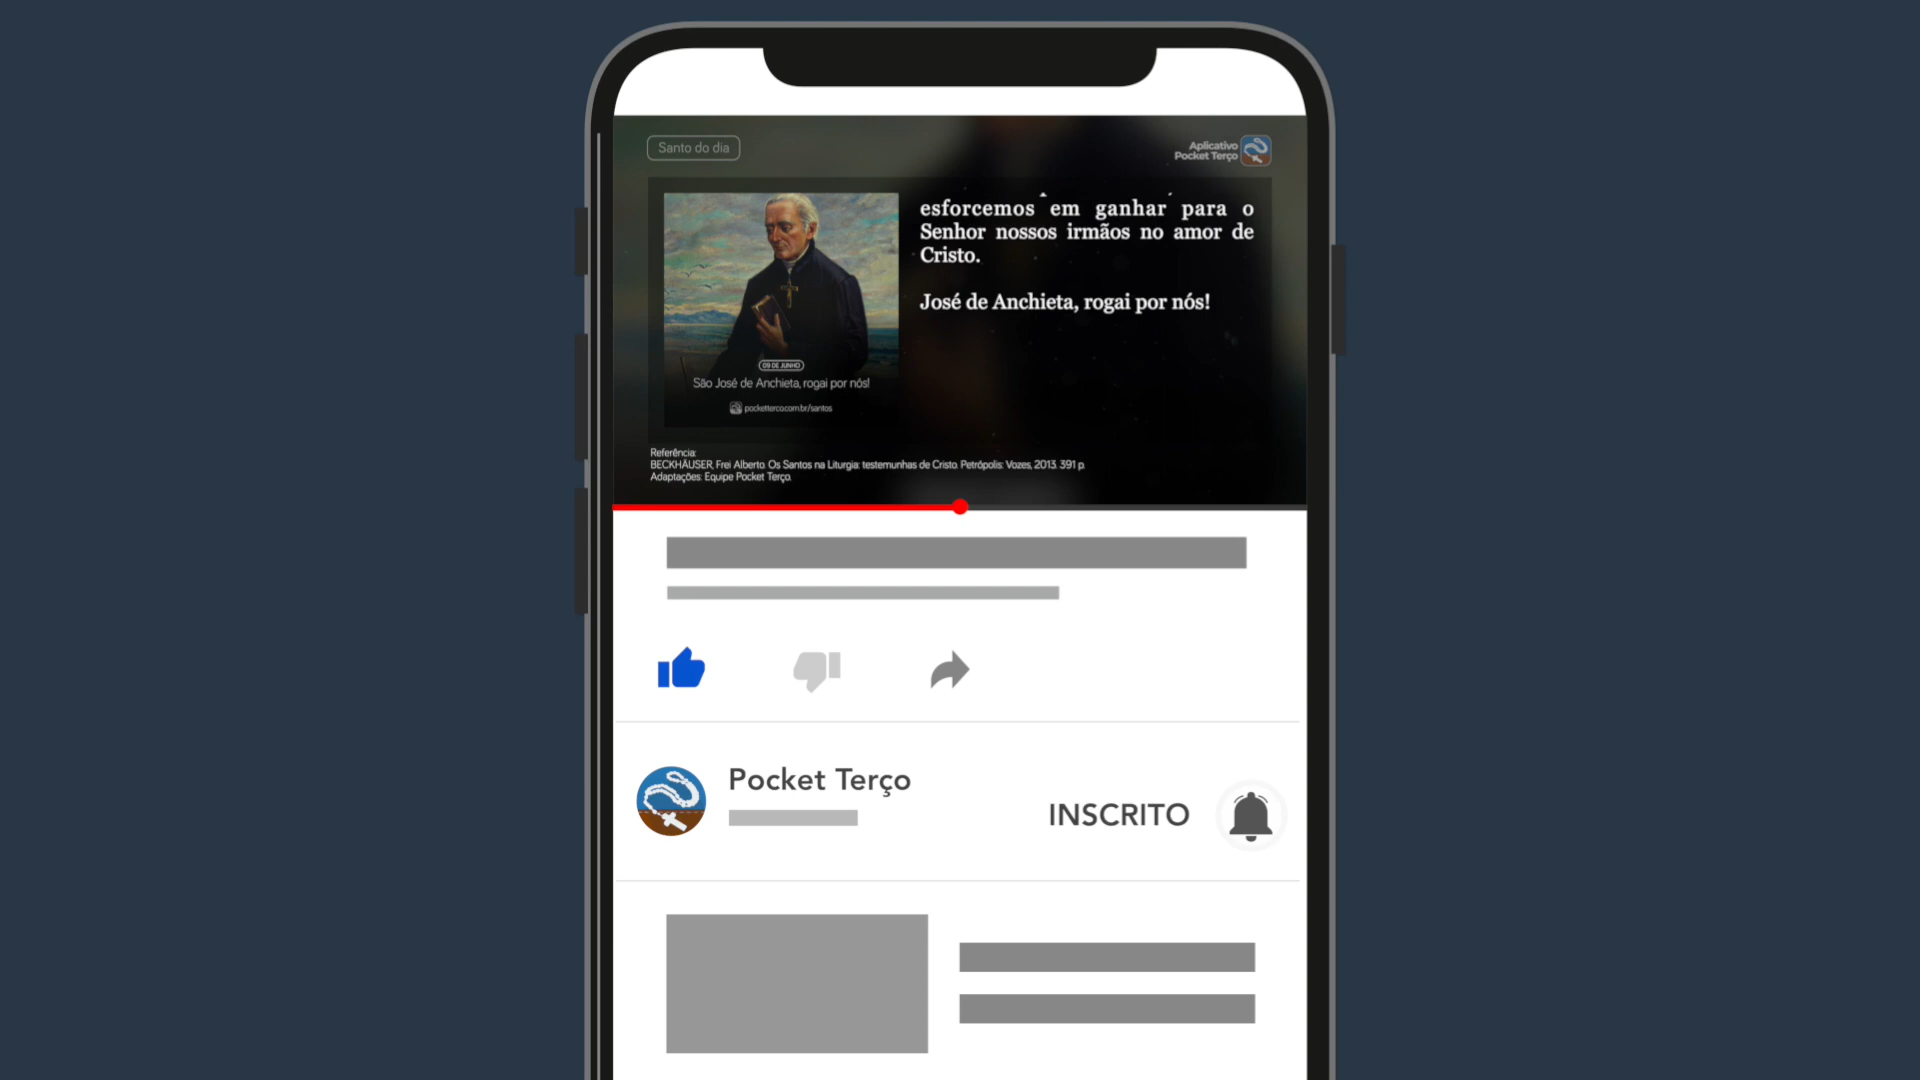 Santo do dia
Aplicativo
Pocket Terço
esforcemos em ganhar para o
Senhor nossos irmãos no amor de
Cristo.
José de Anchieta, rogai por nós!
09 DE JUNHO
São José de Anchieta, rogai por nós!
pocketterco.com.br/santos
Referência:
BECKHÄUSER, Frei Alberto. Os Santos na Liturgia: testemunhas de Cristo. Petrópolis: Vozes, 2013. 391 p.
Adaptações: Equipe Pocket Terço.
Pocket Terço
INSCRITO